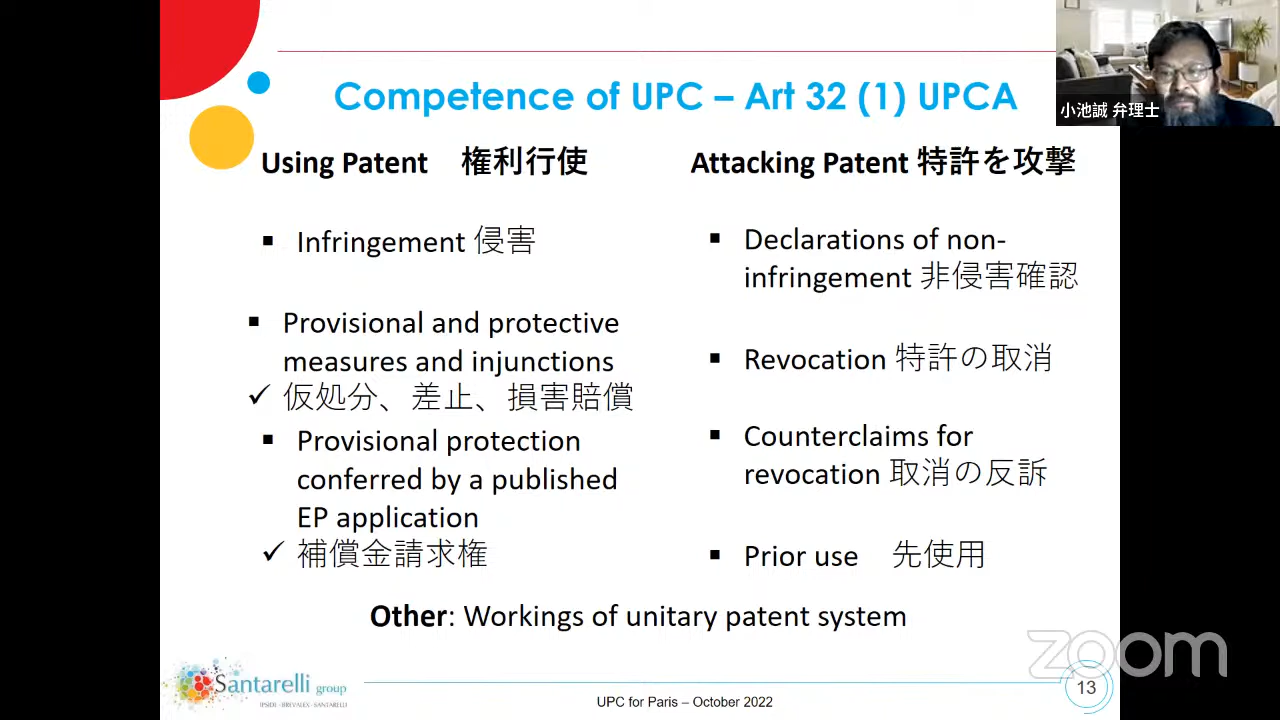 Competence of UPC – Art 32 (1) UPCA
小池誠 弁理士
Using Patent 権利行使
▪ Infringement 侵害
▪ Provisional and protective
measures and injunctions
✓ 仮処分、差止、損害賠償
▪ Provisional protection
conferred by a published
EP application
✓ 補償金請求権
Attacking Patent 特許を攻撃
▪ Declarations of non-
infringement 非侵害確認
▪ Revocation 特許の取消
▪ Counterclaims for
revocation 取消の反訴
▪ Prior use 先使用
Other: Workings of unitary patent system
Santarelli group
IPSIDE - BREVALEX - SANTARELLI
UPC for Paris – October 2022
zoom
13